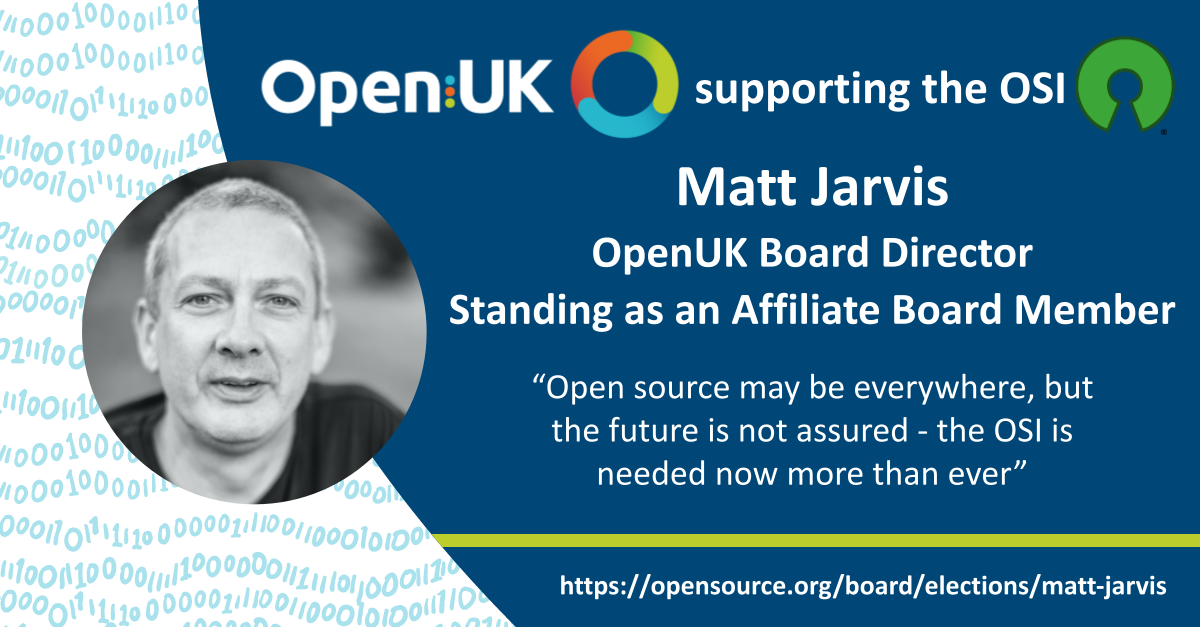 Open:UK supporting the OSI
Matt Jarvis
OpenUK Board Director
Standing as an Affiliate Board Member
“Open source may be everywhere, but
the future is not assured - the OSI is
needed now more than ever”
https://opensource.org/board/elections/matt-jarvis